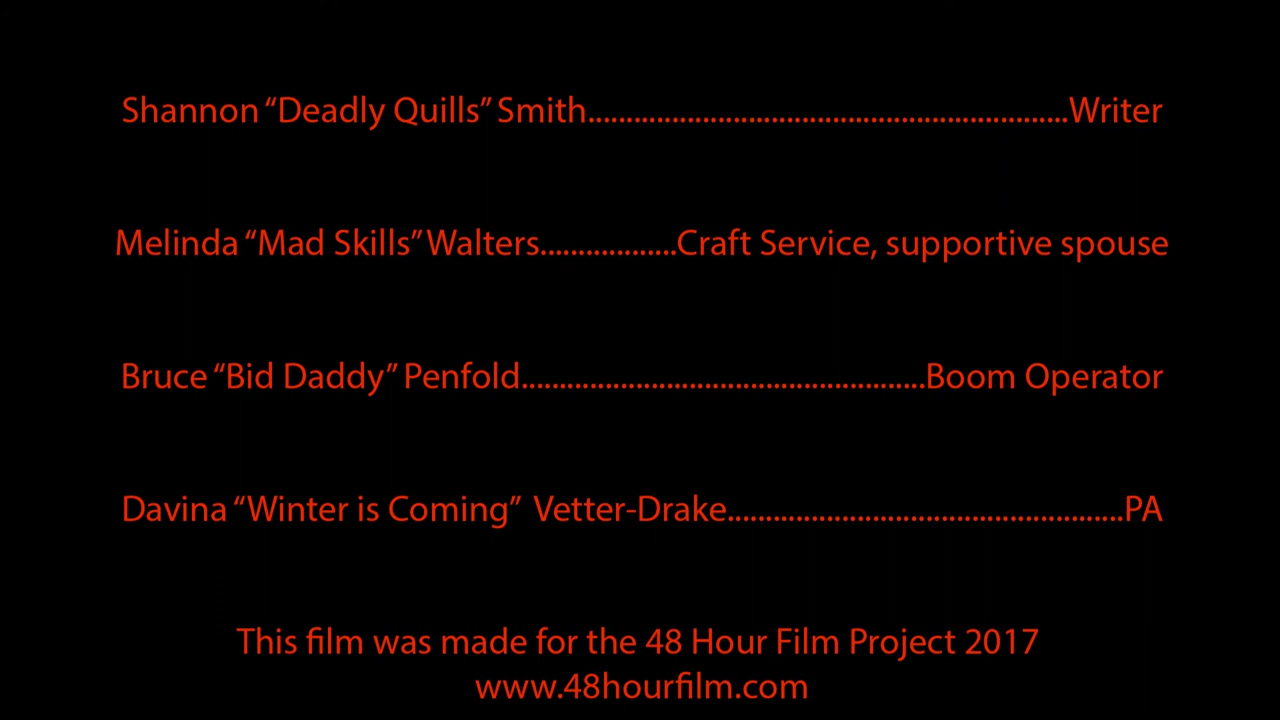 Shannon “Deadly Quills” Smith...............................................................Writer
Melinda “Mad Skills” Walters..................Craft Service, supportive spouse
Bruce “Bid Daddy” Penfold.....................................................Boom Operator
Davina “Winter is Coming” Vetter-Drake....................................................PA
This film was made for the 48 Hour Film Project 2017
www.48hourfilm.com